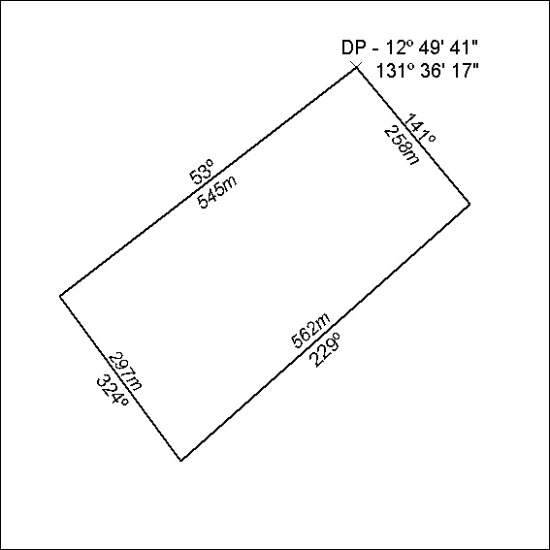 DP - 12º 49' 41"
131º 36' 17"
141º
258m
53º
545m
562m
229º
297m
324º